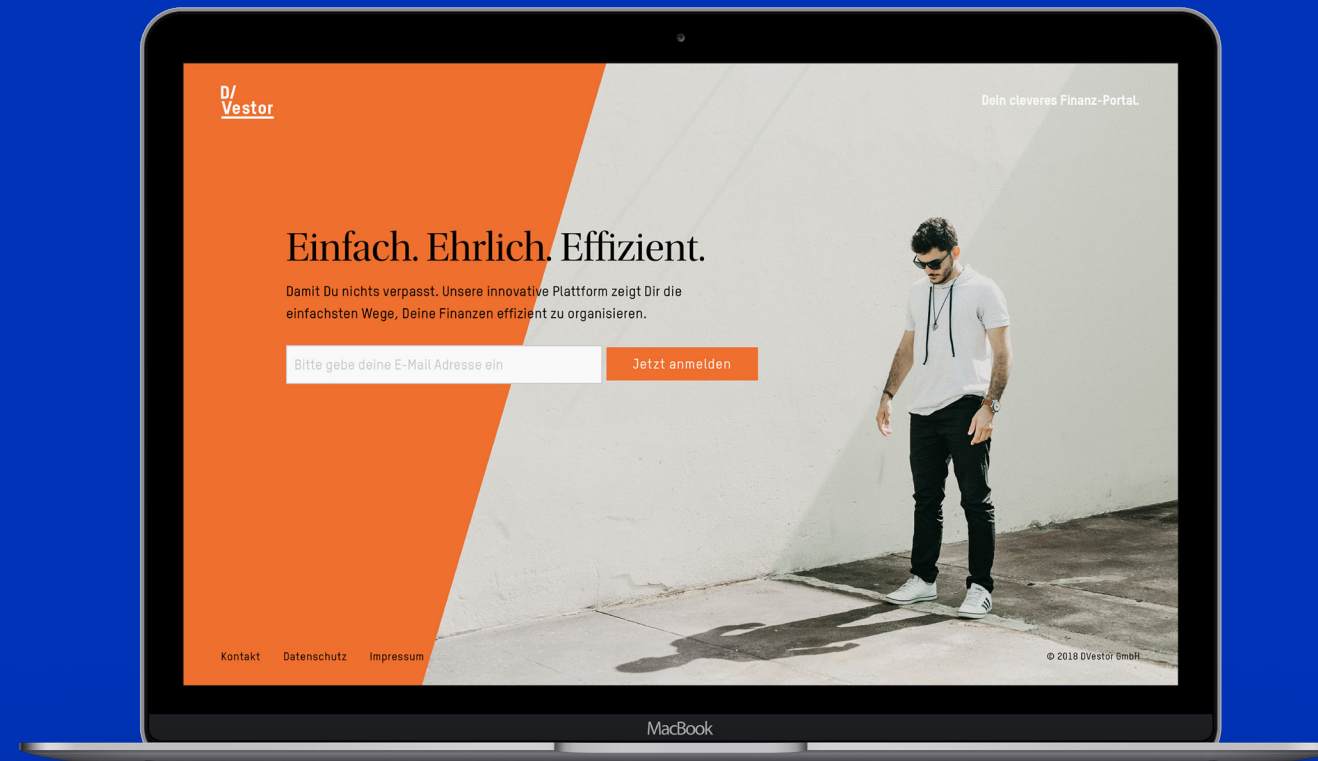 D/
Vestor
Dein cleveres Finanz-Portal.
Einfach. Ehrlich. Effizient.
Damit Du nichts verpasst. Unsere innovative Plattform zeigt Dir die
einfachsten Wege, Deine Finanzen effizient zu organisieren.
Bitte gebe deine E-Mail Adresse ein
Jetzt anmelden
Kontakt Datenschutz Impressum
© 2018 DVestor GmbH
MacBook